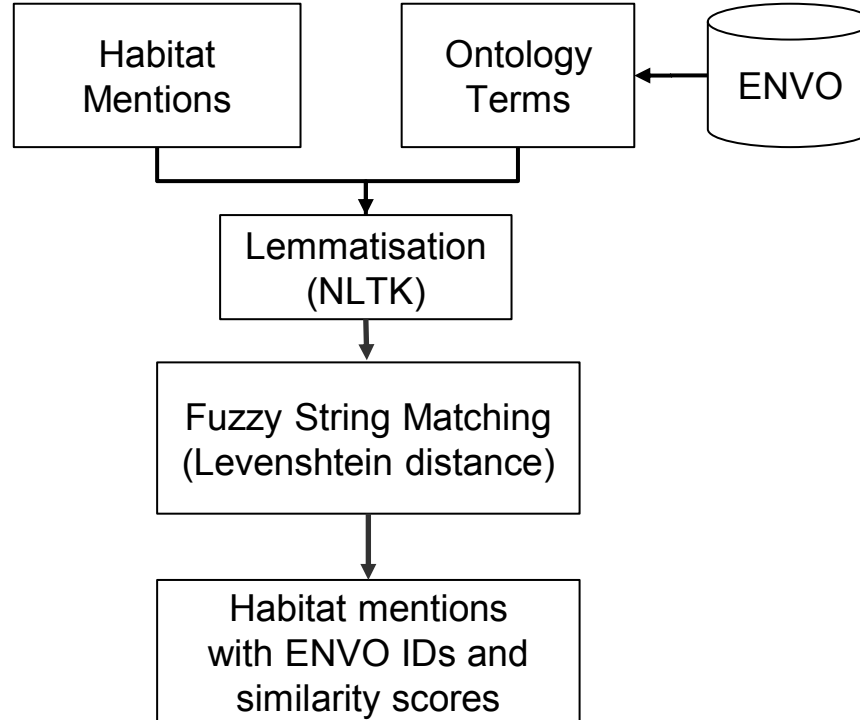 Habitat
Mentions
Ontology
Terms
ENVO
Lemmatisation
(NLTK)
Fuzzy String Matching
(Levenshtein distance)
Habitat mentions
with ENVO IDs and
similarity scores